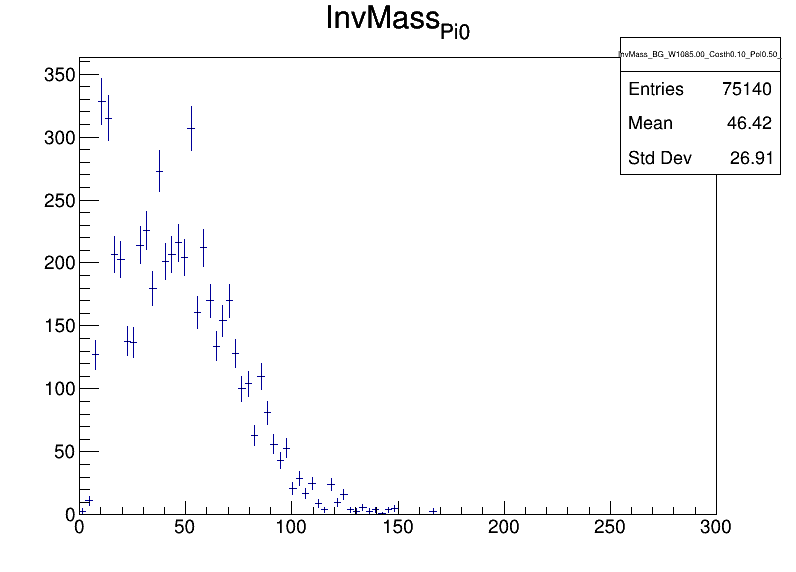 InvMass_Pi0
InvMass_BG_W1085.00_Costh0.10_Pol0.50_
Entries 75140
Mean 46.42
Std Dev 26.91
350
300
250
200
150
100
50
0
0 50 100 150 200 250 300